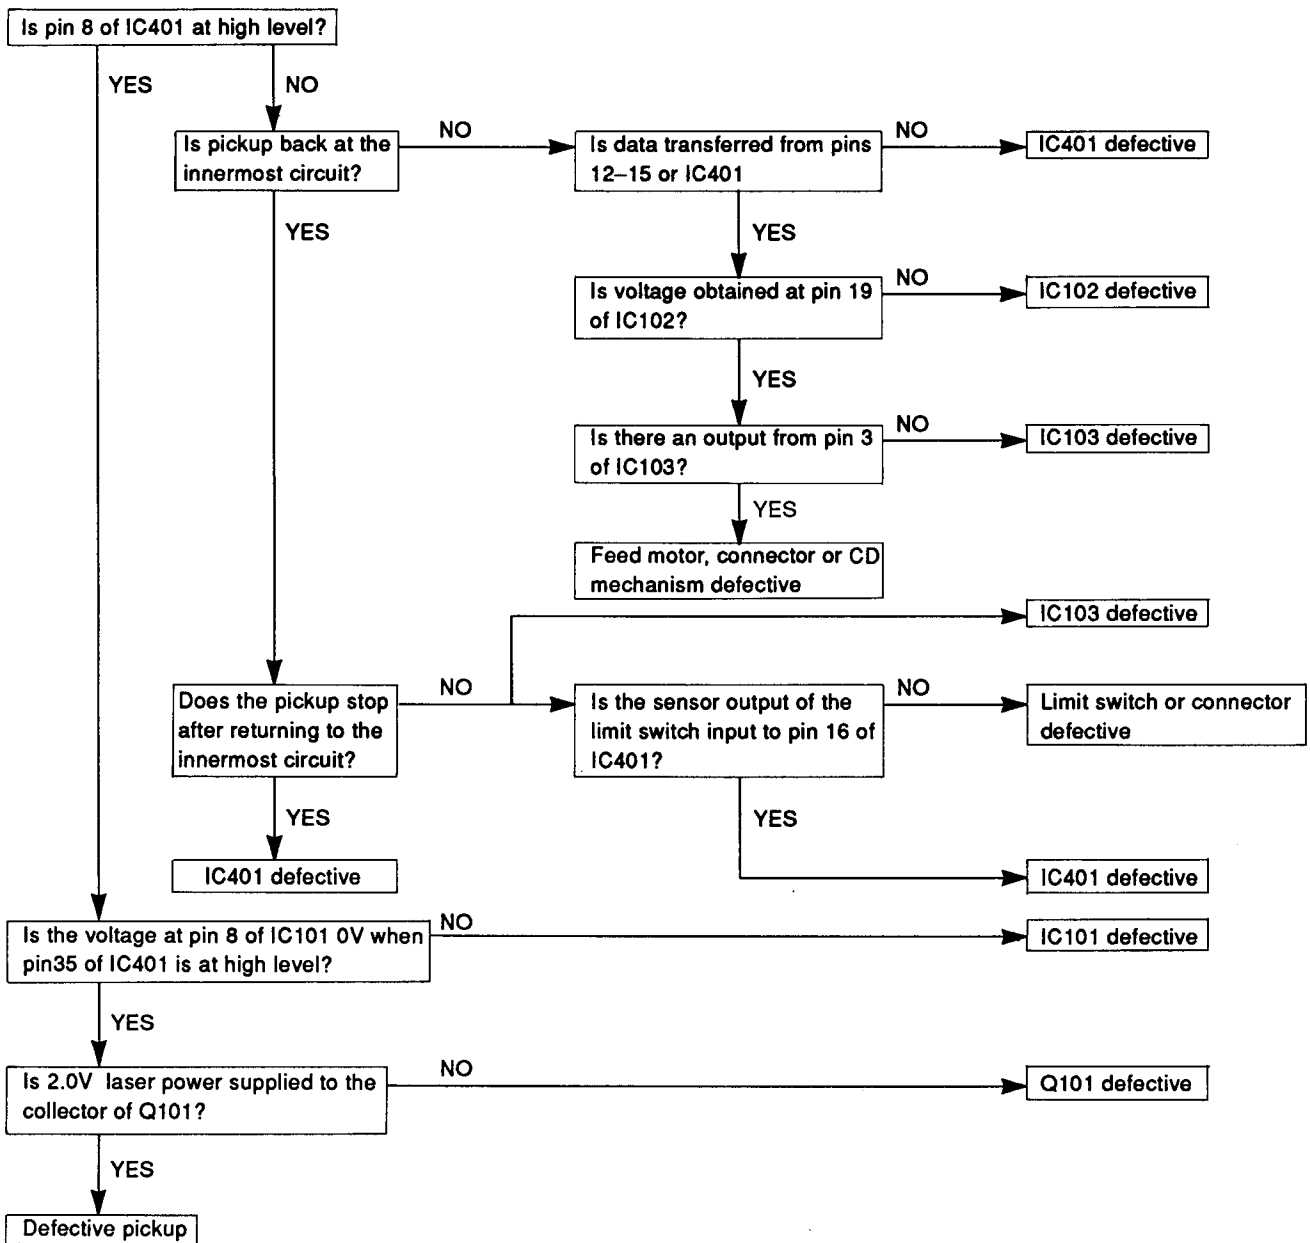 Is pin 8 of IC401 at high level?
YES
NO
Is pickup back at the
innermost circuit?
NO
Is data transferred from pins
12–15 or IC401
NO
IC401 defective
YES
YES
Is voltage obtained at pin 19
of IC102?
NO
IC102 defective
YES
Is there an output from pin 3
of IC103?
NO
IC103 defective
YES
Feed motor, connector or CD
mechanism defective
IC103 defective
Does the pickup stop
after returning to the
innermost circuit?
NO
Is the sensor output of the
limit switch input to pin 16 of
IC401?
NO
Limit switch or connector
defective
YES
YES
IC401 defective
IC401 defective
Is the voltage at pin 8 of IC101 0V when
pin35 of IC401 is at high level?
NO
IC101 defective
YES
Is 2.0V laser power supplied to the
collector of Q101?
NO
Q101 defective
YES
Defective pickup